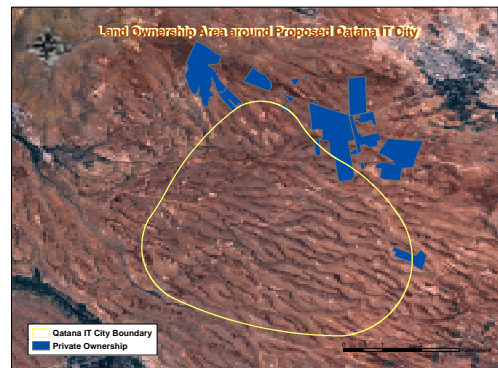 Land Ownership Area around Proposed Qatana IT City
Qatana IT City Boundary
Private Ownership